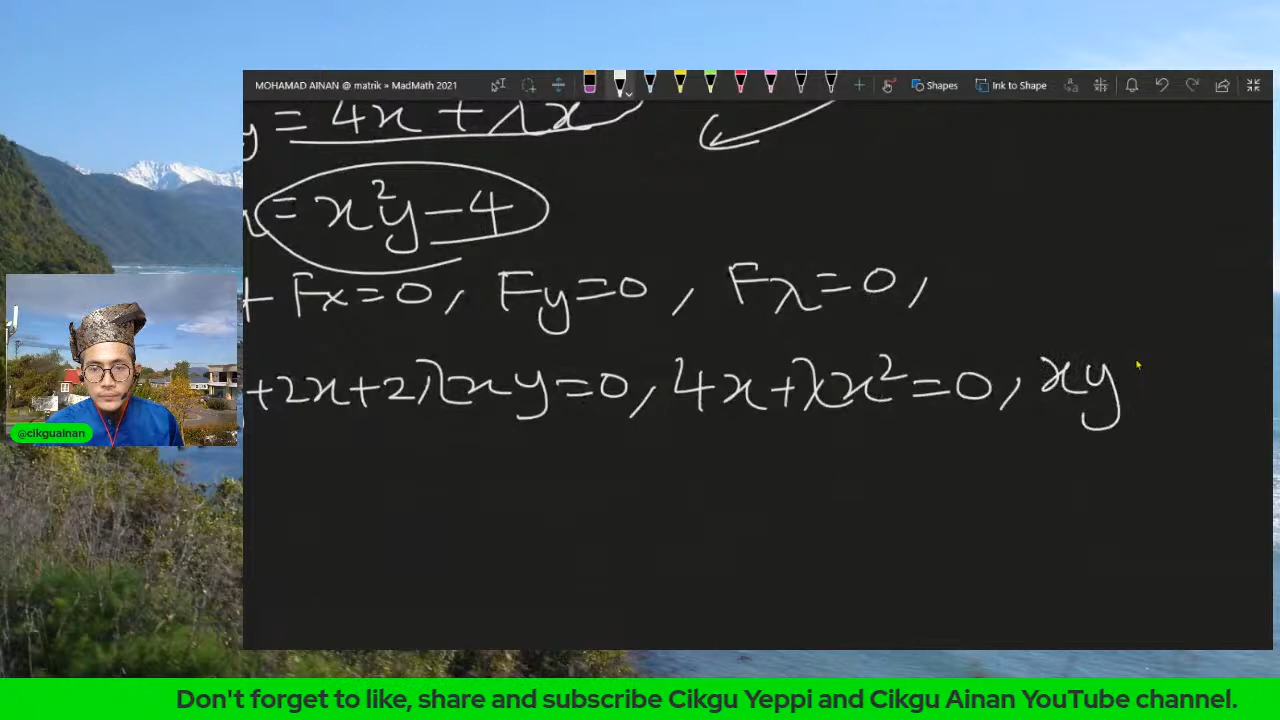 MOHAMAD AINAN @ matrik » MadMath 2021
Shapes
Ink to Shape
y = 4x + λx
= x²y - 4
+ Fx = 0, Fy = 0, Fλ = 0,
+2x + 2λxy = 0, 4x + λx² = 0, xy
@cikguainan
Don't forget to like, share and subscribe Cikgu Yeppi and Cikgu Ainan YouTube channel.